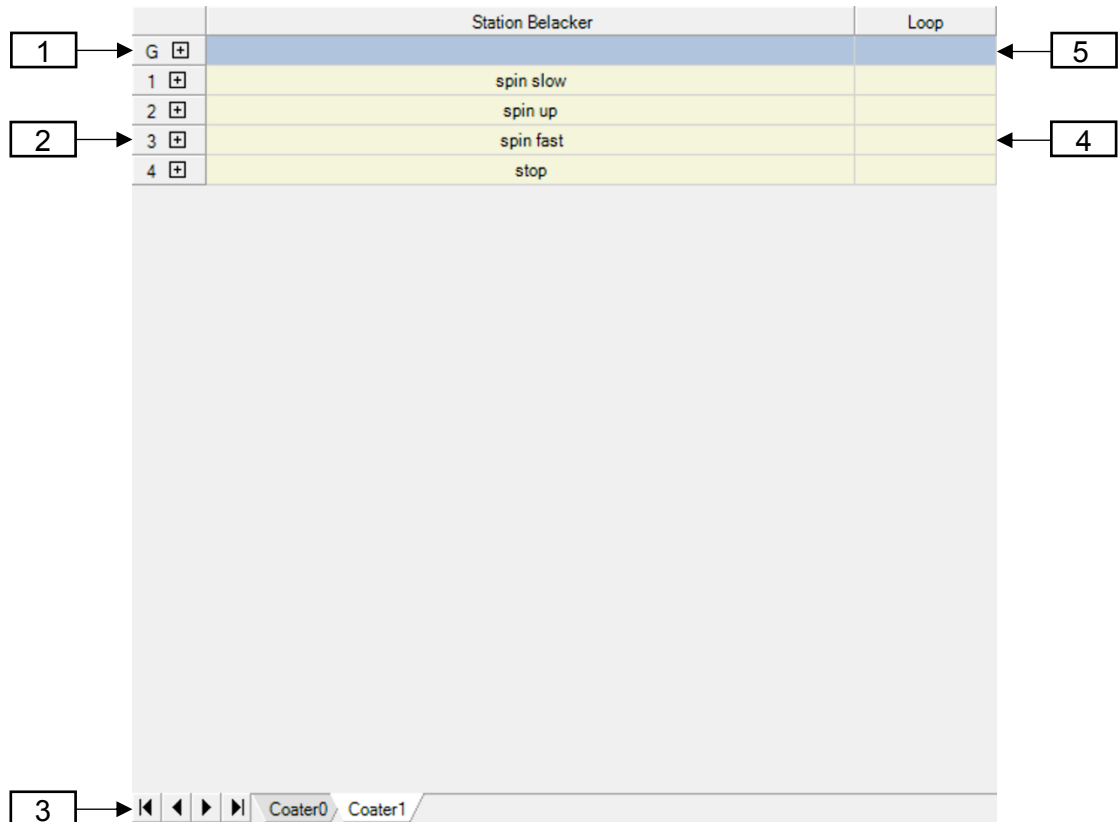 Station Belacker Loop
1 G 5
1 spin slow
2 spin up
2 3 spin fast 4
4 stop
3 Coater0 Coater1